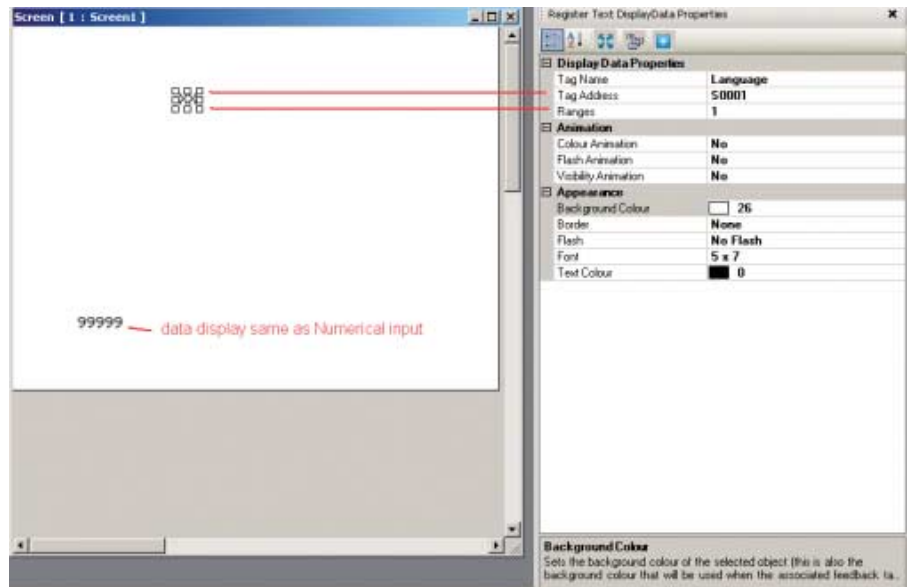 Screen [ 1 : Screen1 ]
99999
data display same as Numerical input
Register Text DisplayData Properties
Display Data Properties
Tag Name Language
Tag Address S0001
Ranges 1
Animation
Colour Animation No
Flash Animation No
Visibility Animation No
Appearance
Background Colour 26
Border None
Flash No Flash
Font 5 x 7
Text Colour 0
Background Colour
Sets the background colour of the selected object (this is also the
background colour that will be used when the associated feedback ta...